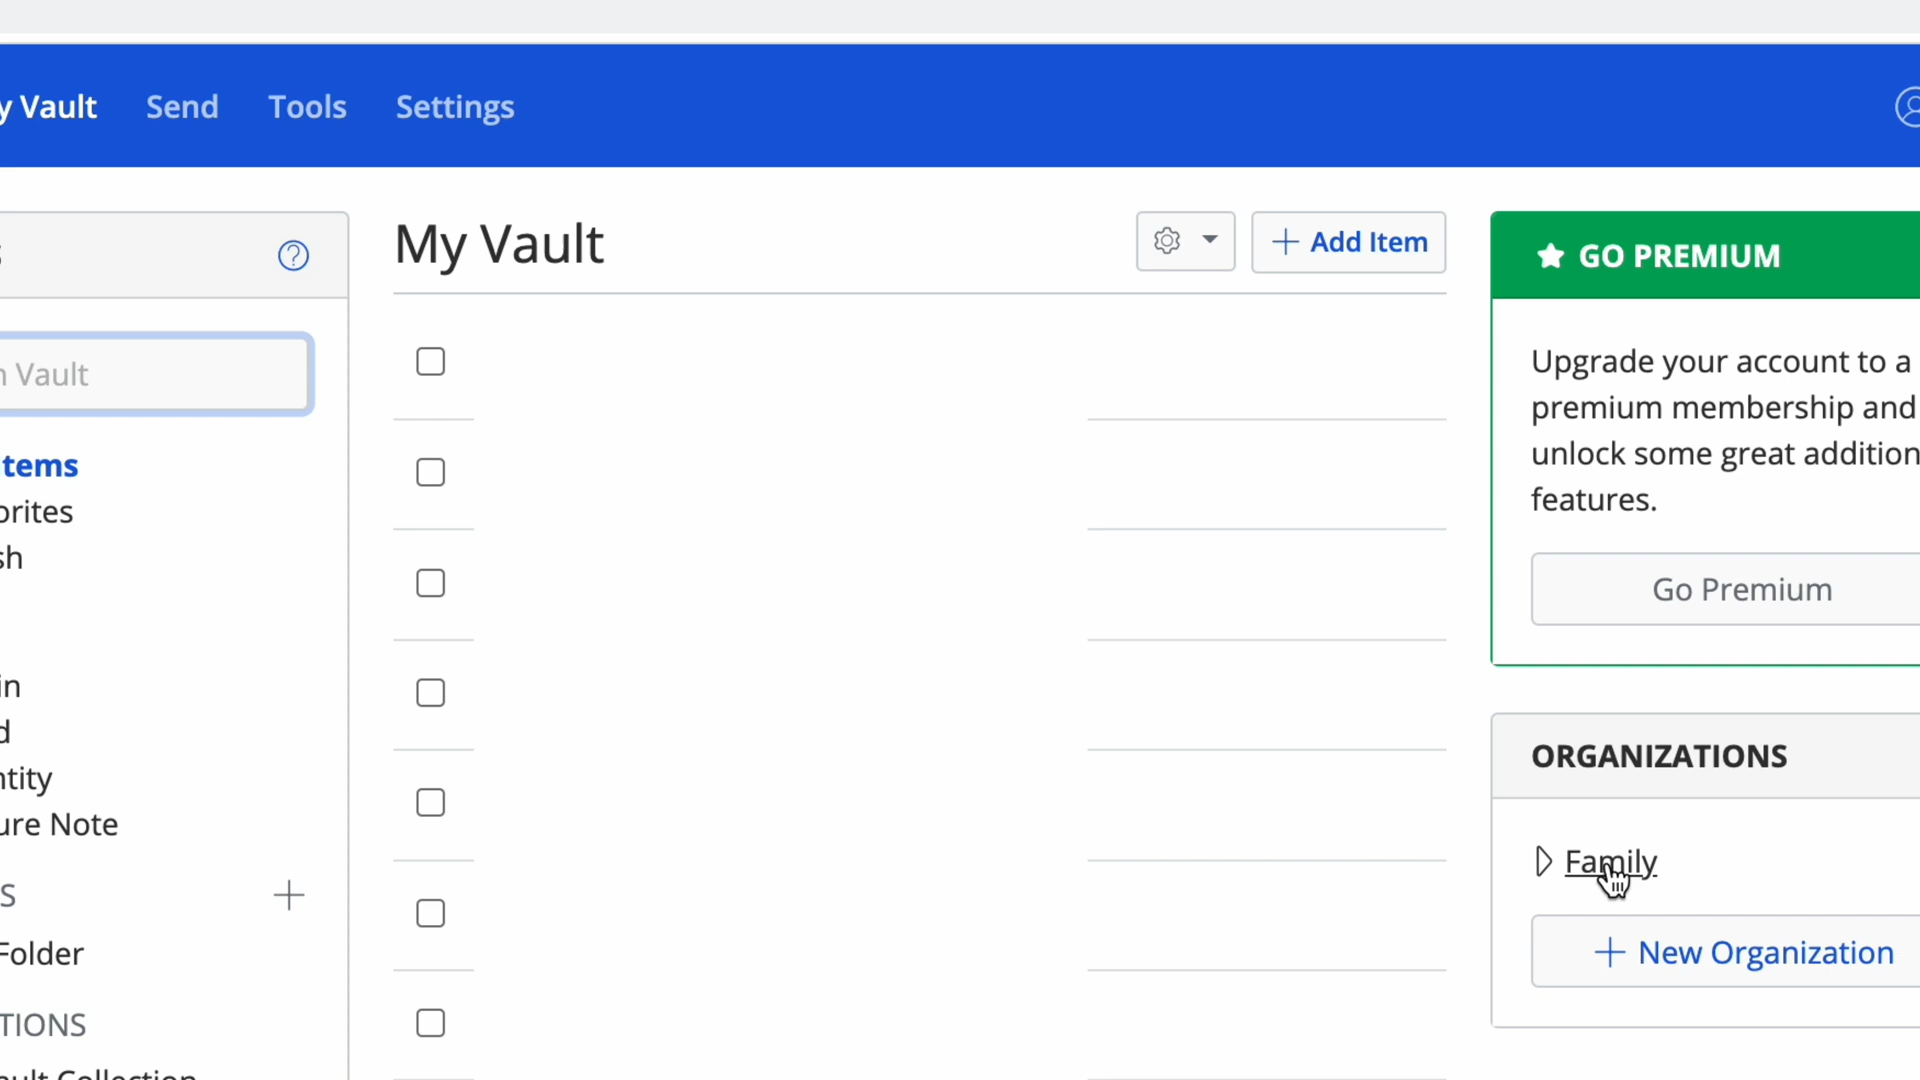 y Vault Send Tools Settings
My Vault
Add Item
GO PREMIUM
n Vault
Upgrade your account to a
premium membership and
unlock some great addition
features.
tems
orites
sh
Go Premium
in
d
ntity
ure Note
ORGANIZATIONS
Family
S
Folder
New Organization
TIONS
ault Collection